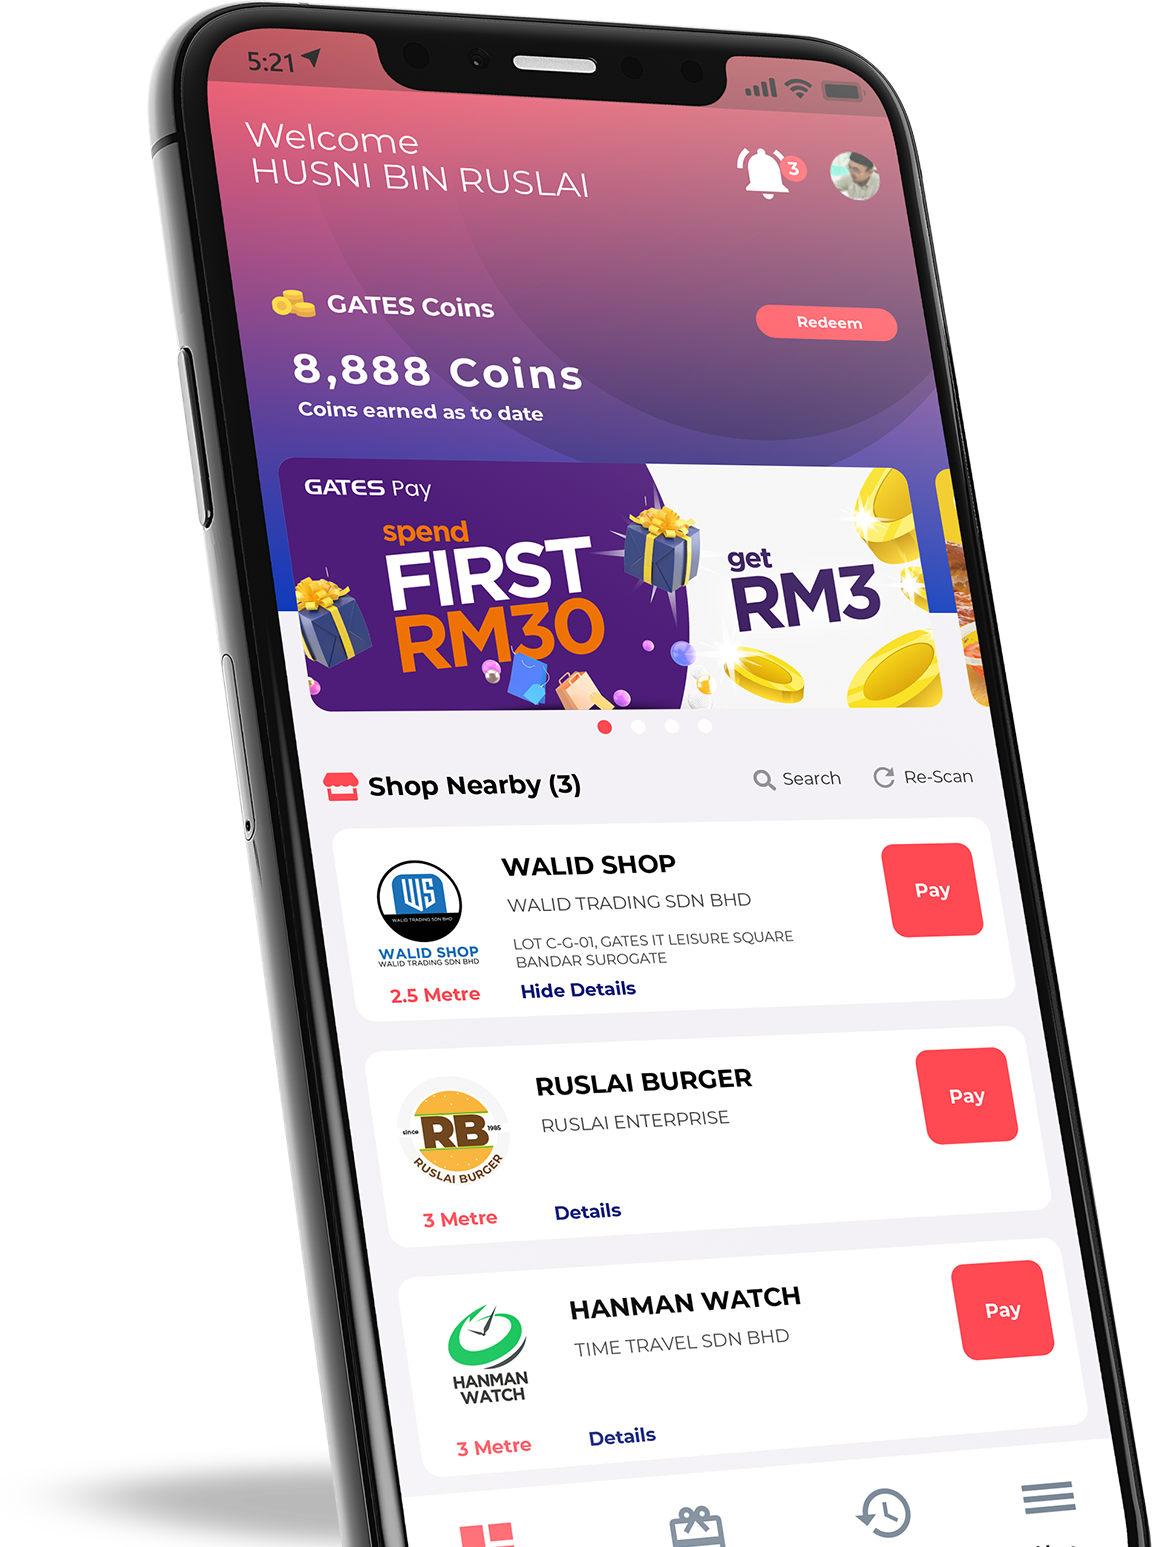 5:21
Welcome
HUSNI BIN RUSLAI
3
GATES Coins
Redeem
8,888 Coins
Coins earned as to date
GATES Pay
spend
FIRST
RM30
get
RM3
Shop Nearby (3)
Search
Re-Scan
WS
WALID TRADING SDN BHD
WALID SHOP
WALID TRADING SDN BHD
2.5 Metre
WALID SHOP
WALID TRADING SDN BHD
LOT C-G-01, GATES IT LEISURE SQUARE
BANDAR SUROGATE
Hide Details
Pay
since RB 1985
RUSLAI BURGER
3 Metre
RUSLAI BURGER
RUSLAI ENTERPRISE
Details
Pay
HANMAN
WATCH
3 Metre
HANMAN WATCH
TIME TRAVEL SDN BHD
Details
Pay